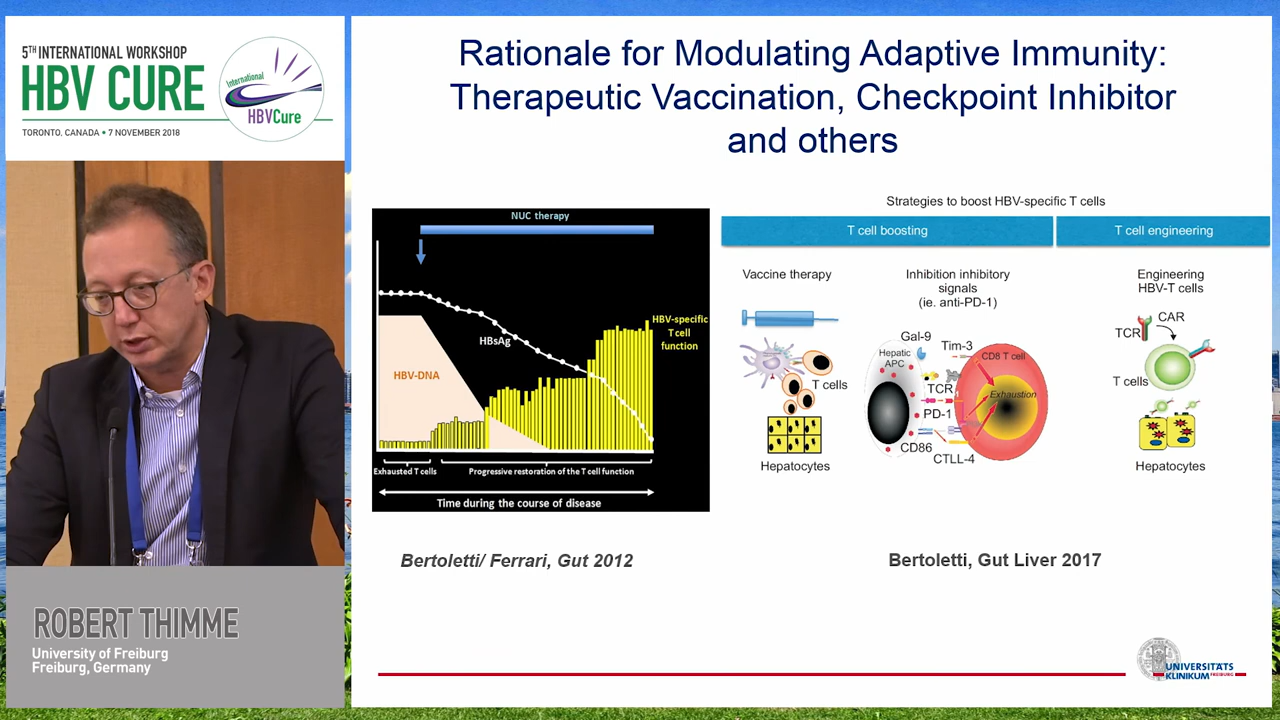 5TH INTERNATIONAL WORKSHOP
HBV CURE
TORONTO, CANADA • 7 NOVEMBER 2018
International
HBVCure
ROBERT THIMME
University of Freiburg
Freiburg, Germany
Rationale for Modulating Adaptive Immunity:
Therapeutic Vaccination, Checkpoint Inhibitor
and others
NUC therapy
HBsAg
HBV-DNA
HBV-specific
T cell
function
Exhausted T cells
Progressive restoration of the T cell function
Time during the course of disease
Bertoletti/ Ferrari, Gut 2012
Strategies to boost HBV-specific T cells
T cell boosting
T cell engineering
Vaccine therapy
T cells
Hepatocytes
Inhibition inhibitory
signals
(ie. anti-PD-1)
Gal-9
Tim-3
Hepatic
APC
CD8 T cell
TCR
Exhaustion
PD-1
CD86
CTLL-4
Engineering
HBV-T cells
CAR
TCR
T cells
Hepatocytes
Bertoletti, Gut Liver 2017
UNIVERSITÄTS
KLINIKUM FREIBURG